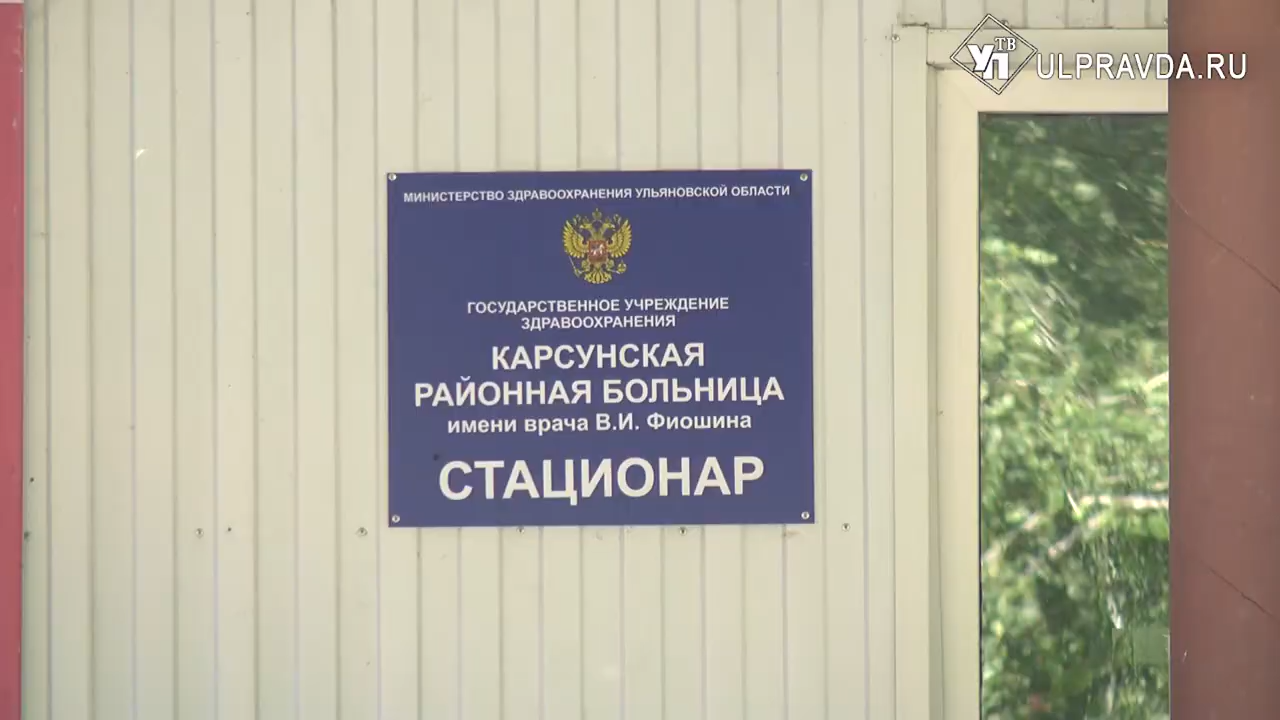 УП ТВ ULPRAVDA.RU
МИНИСТЕРСТВО ЗДРАВООХРАНЕНИЯ УЛЬЯНОВСКОЙ ОБЛАСТИ
ГОСУДАРСТВЕННОЕ УЧРЕЖДЕНИЕ
ЗДРАВООХРАНЕНИЯ
КАРСУНСКАЯ
РАЙОННАЯ БОЛЬНИЦА
имени врача В.И. Фиошина
СТАЦИОНАР